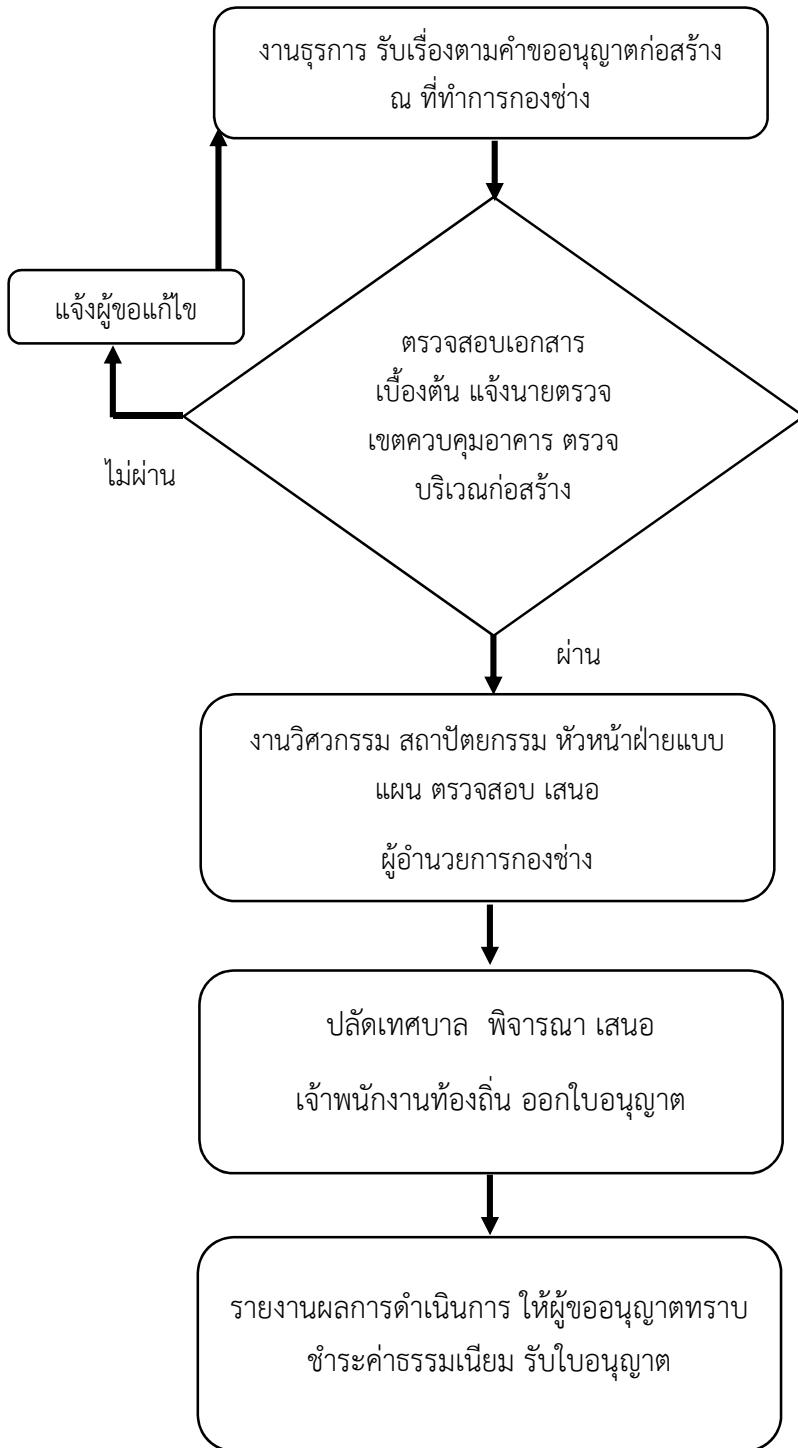 งานธุรการ รับเรื่องตามคำขออนุญาตก่อสร้าง
ณ ที่ทำการกองช่าง
แจ้งผู้ขอแก้ไข
ตรวจสอบเอกสาร
เบื้องต้น แจ้งนายตรวจ
เขตควบคุมอาคาร ตรวจ
บริเวณก่อสร้าง
ไม่ผ่าน
ผ่าน
งานวิศวกรรม สถาปัตยกรรม หัวหน้าฝ่ายแบบ
แผน ตรวจสอบ เสนอ
ผู้อำนวยการกองช่าง
ปลัดเทศบาล พิจารณา เสนอ
เจ้าพนักงานท้องถิ่น ออกใบอนุญาต
รายงานผลการดำเนินการ ให้ผู้ขออนุญาตทราบ
ชำระค่าธรรมเนียม รับใบอนุญาต